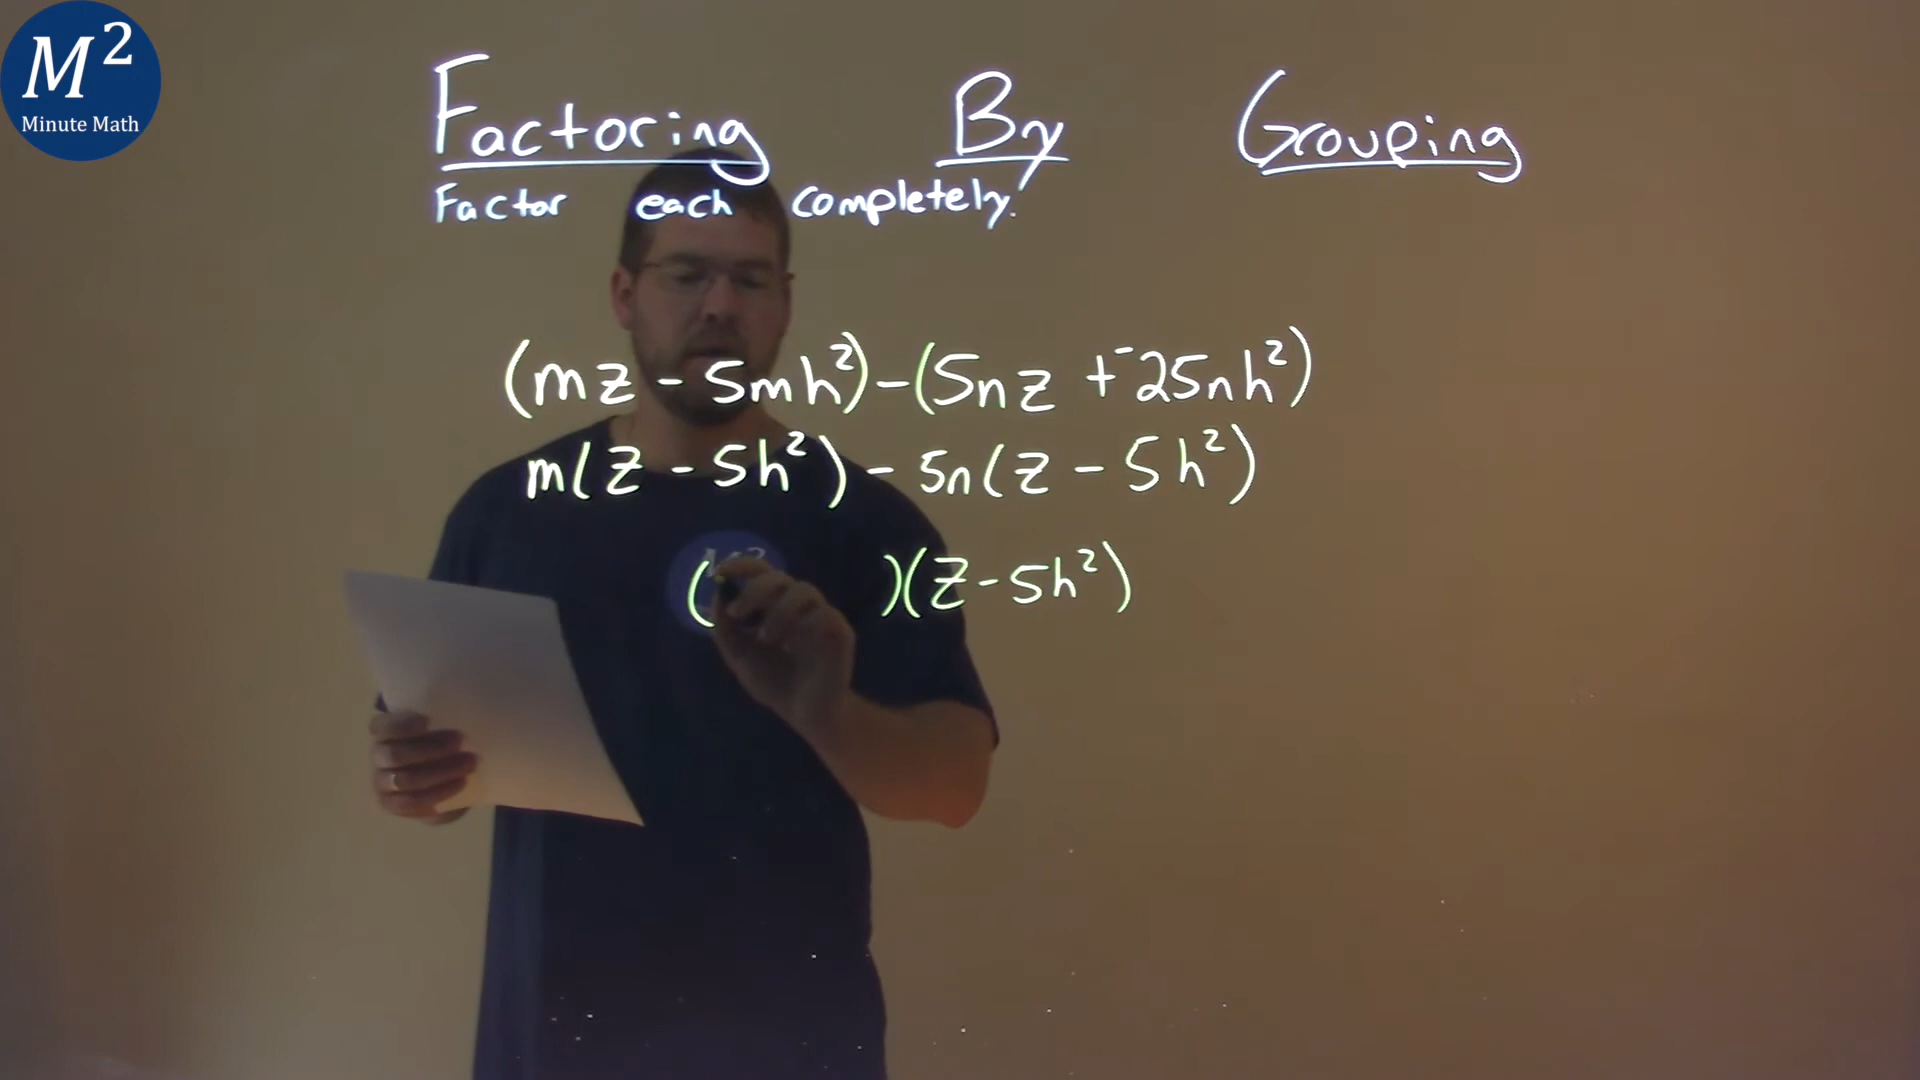 M²
Minute Math
Factoring By Grouping
Factor each completely.
(mz - 5mh²) - (5nz + ⁻25nh²)
m(z - 5h²) - 5n(z - 5h²)
( )(z - 5h²)